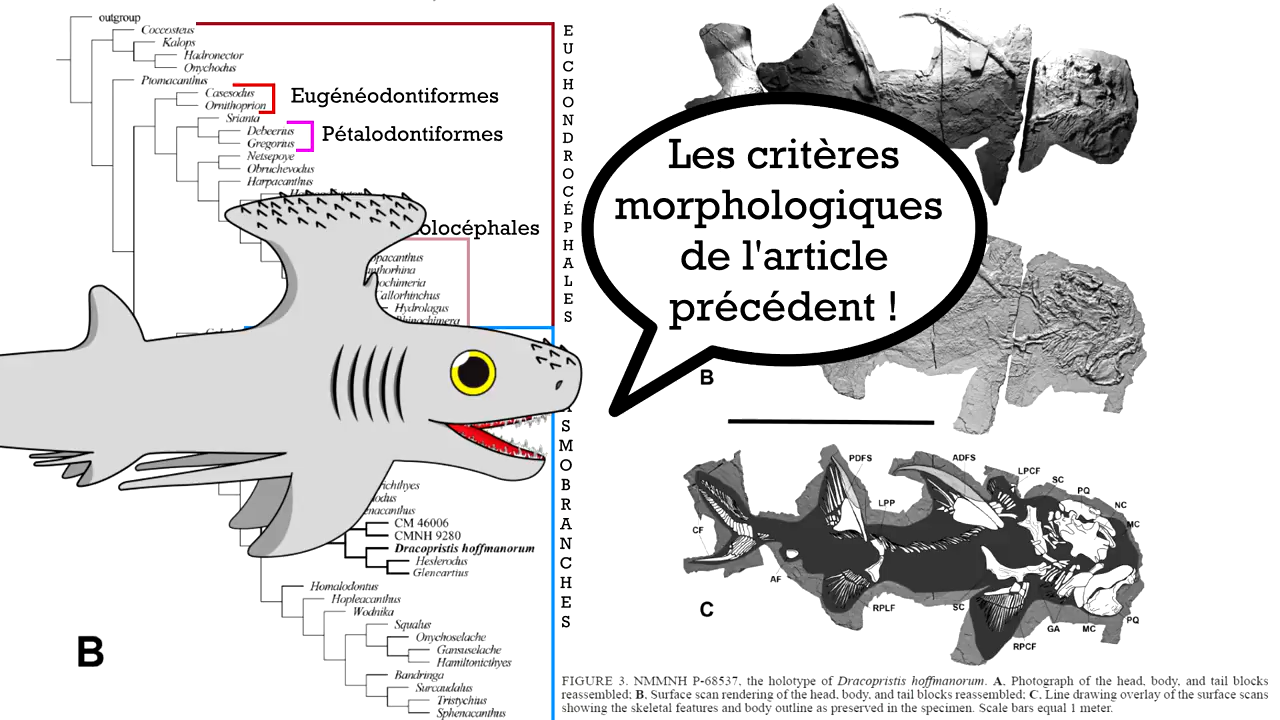 outgroup
Coccosteus
Kalops
Hadronector
Onychodus
Ptomacanthus
Casesodus
Ornithoprion
Eugénéodontiformes
Srianta
Debeerius
Pétalodontiformes
Gregorius
Netsepoye
Obruchevodus
Harpacanthus
olocéphales
opacanthus
anthorhina
ochimeria
Callorhinchus
Hydrolagus
Rhinochimera
richthyes
odus
enacanthus
CM 46006
CMNH 9280
Dracopristis hoffmanorum
Heslerodus
Glencartius
Homalodontus
Hopleacanthus
Wodnika
Squalus
Onychoselache
Gansuselache
Hamiltonicthyes
Bandringa
Surcaudalus
Tristychius
Sphenacanthus
B
E
U
C
H
O
N
D
R
O
C
É
P
H
A
L
E
S
A
S
M
O
B
R
A
N
C
H
E
S
Les critères
morphologiques
de l'article
précédent !
B
PDFS
ADFS
LPCF
SC
PQ
NC
MC
LPP
CF
AF
RPLF
SC
GA
MC
PQ
RPCF
C
FIGURE 3. NMMNH P-68537, the holotype of Dracopristis hoffmanorum. A. Photograph of the head, body, and tail blocks
reassembled; B. Surface scan rendering of the head, body, and tail blocks reassembled; C. Line drawing overlay of the surface scans
showing the skeletal features and body outline as preserved in the specimen. Scale bars equal 1 meter.